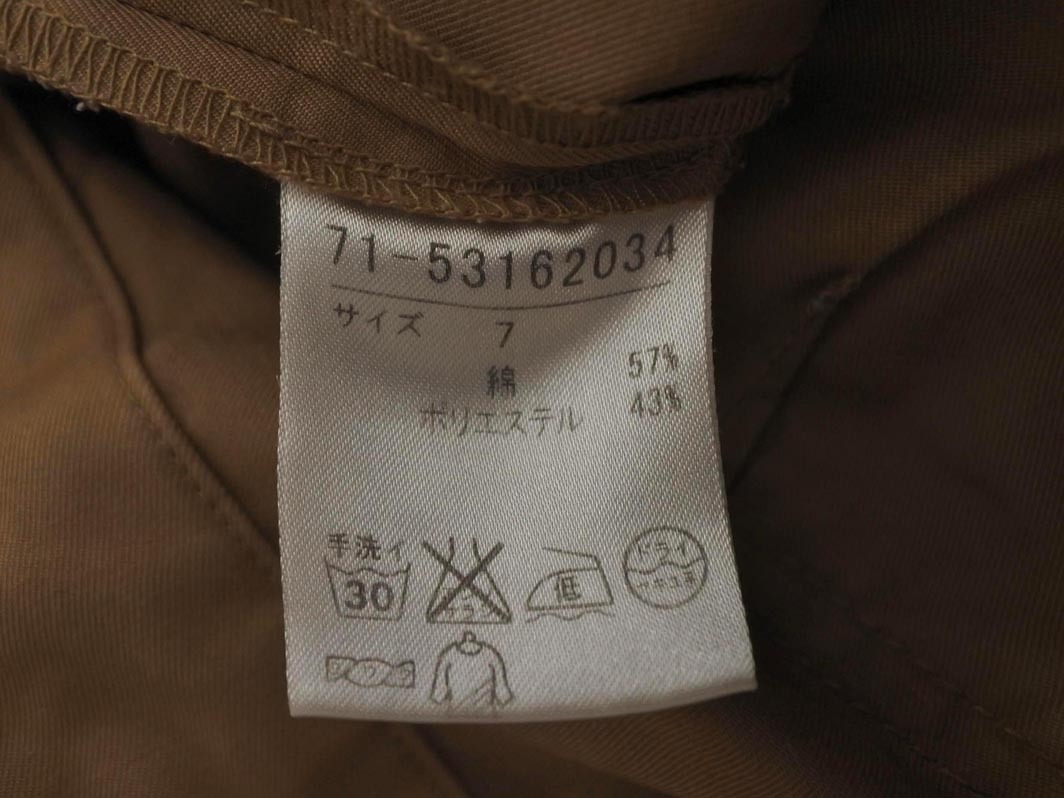 71-53162034
サイズ 7
綿 57%
ポリエステル 43%
手洗イ
30
低
ドライ